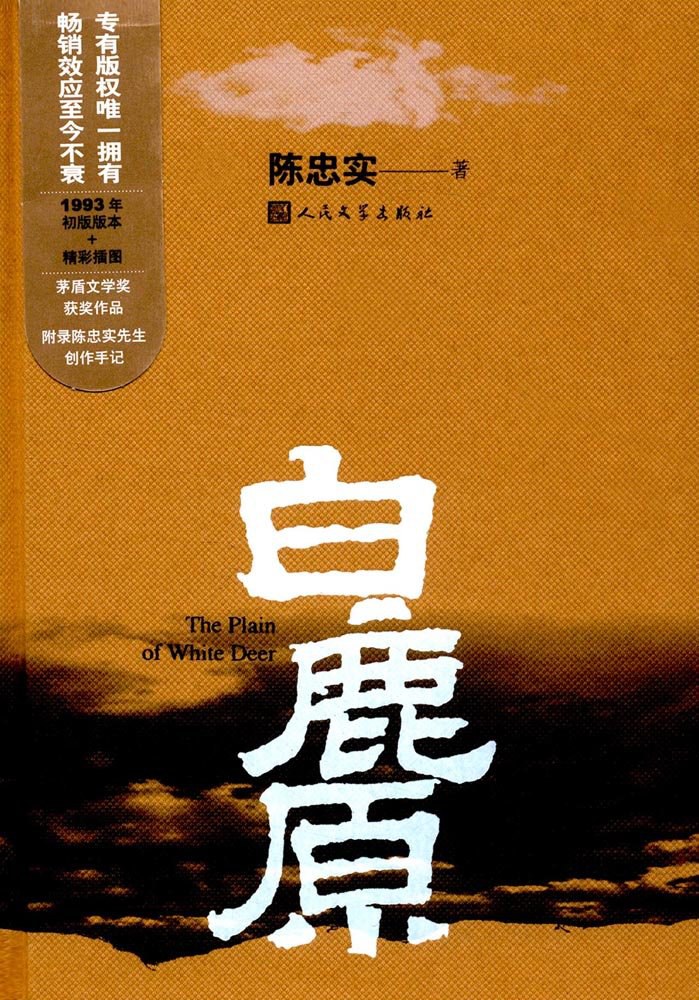 专有版权唯一拥有
畅销效应至今不衰
1993年
初版版本
+
精彩插图
茅盾文学奖
获奖作品
附录陈忠实先生
创作手记
陈忠实——著
人民文学出版社
白鹿原
The Plain
of White Deer